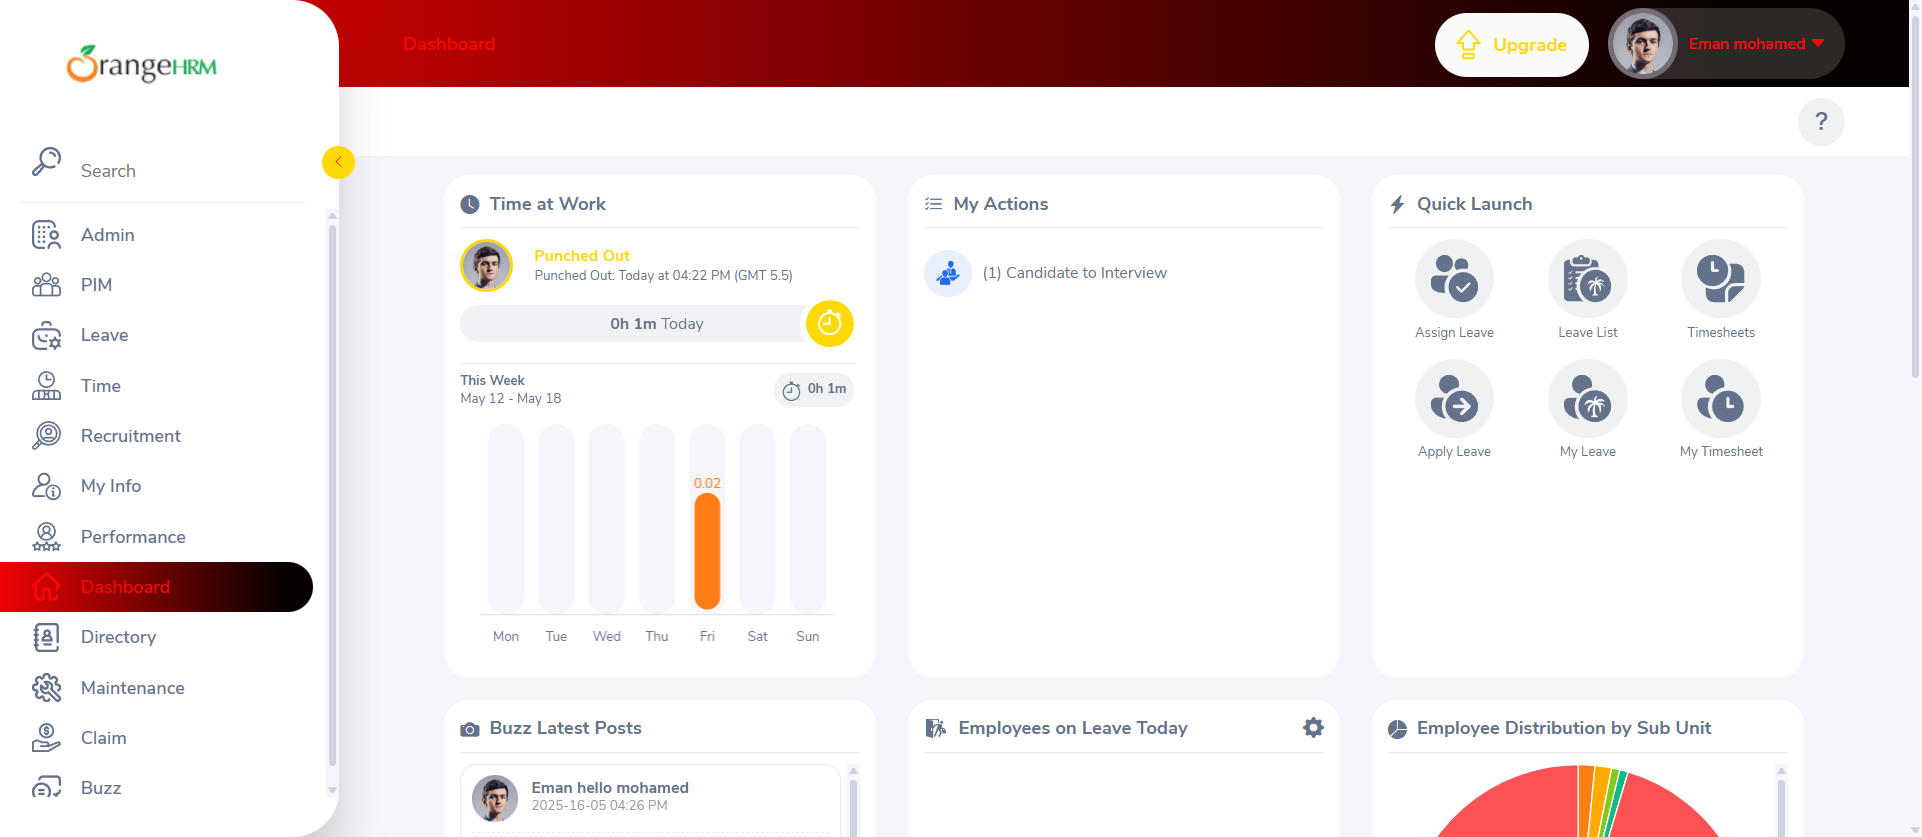 OrangeHRM
Dashboard
Upgrade
Eman mohamed
?
Search
Admin
PIM
Leave
Time
Recruitment
My Info
Performance
Dashboard
Directory
Maintenance
Claim
Buzz
Time at Work
Punched Out
Punched Out: Today at 04:22 PM (GMT 5.5)
0h 1m Today
This Week
May 12 - May 18
0h 1m
0.02
Mon Tue Wed Thu Fri Sat Sun
My Actions
(1) Candidate to Interview
Quick Launch
Assign Leave Leave List Timesheets
Apply Leave My Leave My Timesheet
Buzz Latest Posts
Eman hello mohamed
2025-16-05 04:26 PM
Employees on Leave Today
Employee Distribution by Sub Unit